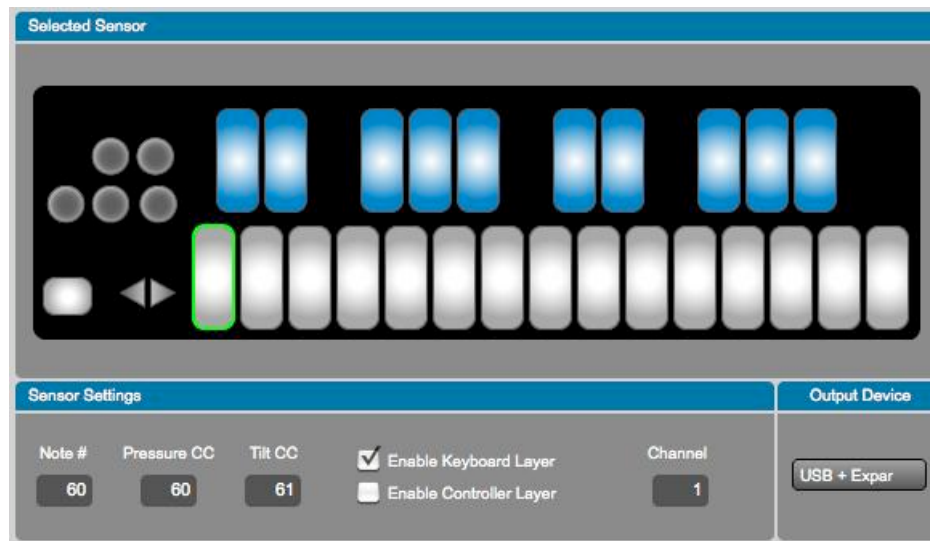 Selected Sensor
Sensor Settings
Output Device
Note #
Pressure CC
Tilt CC
Enable Keyboard Layer
Channel
60
60
61
Enable Controller Layer
1
USB + Expar